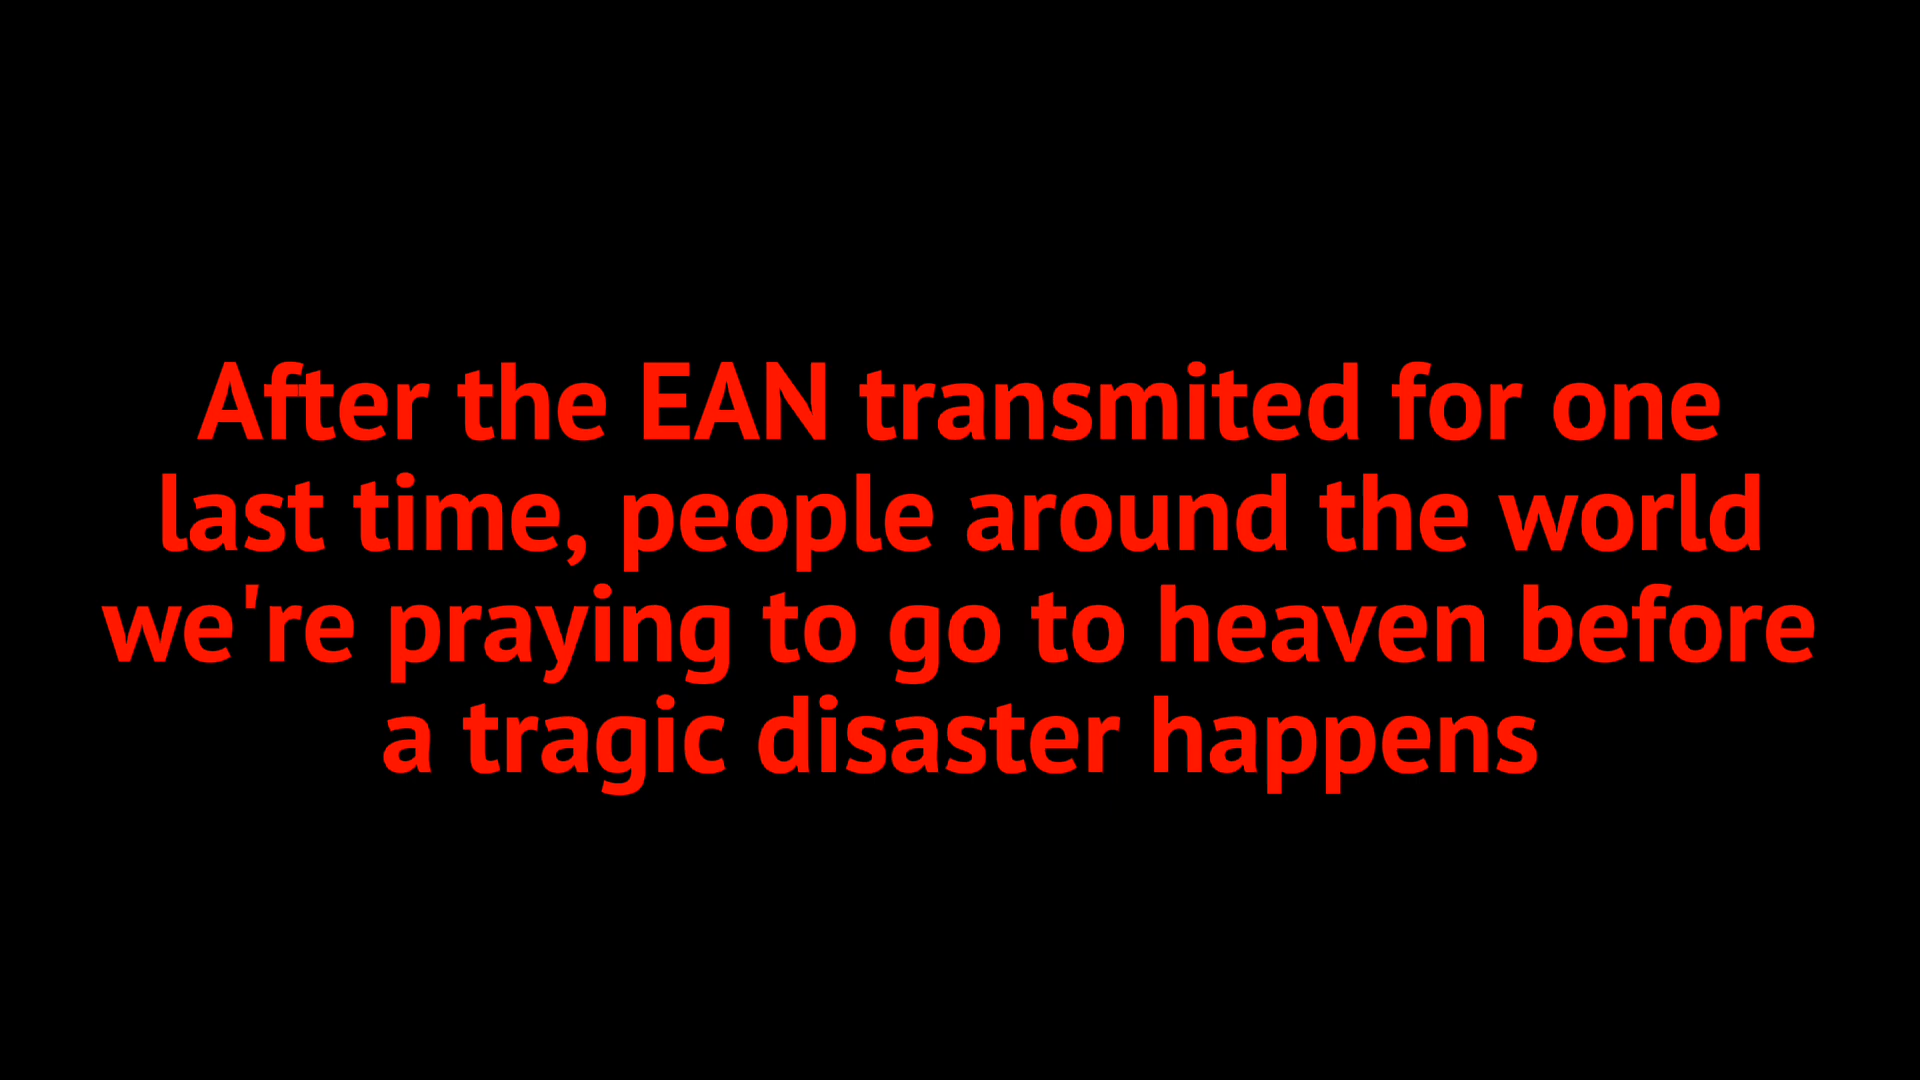 After the EAN transmited for one
last time, people around the world
we're praying to go to heaven before
a tragic disaster happens